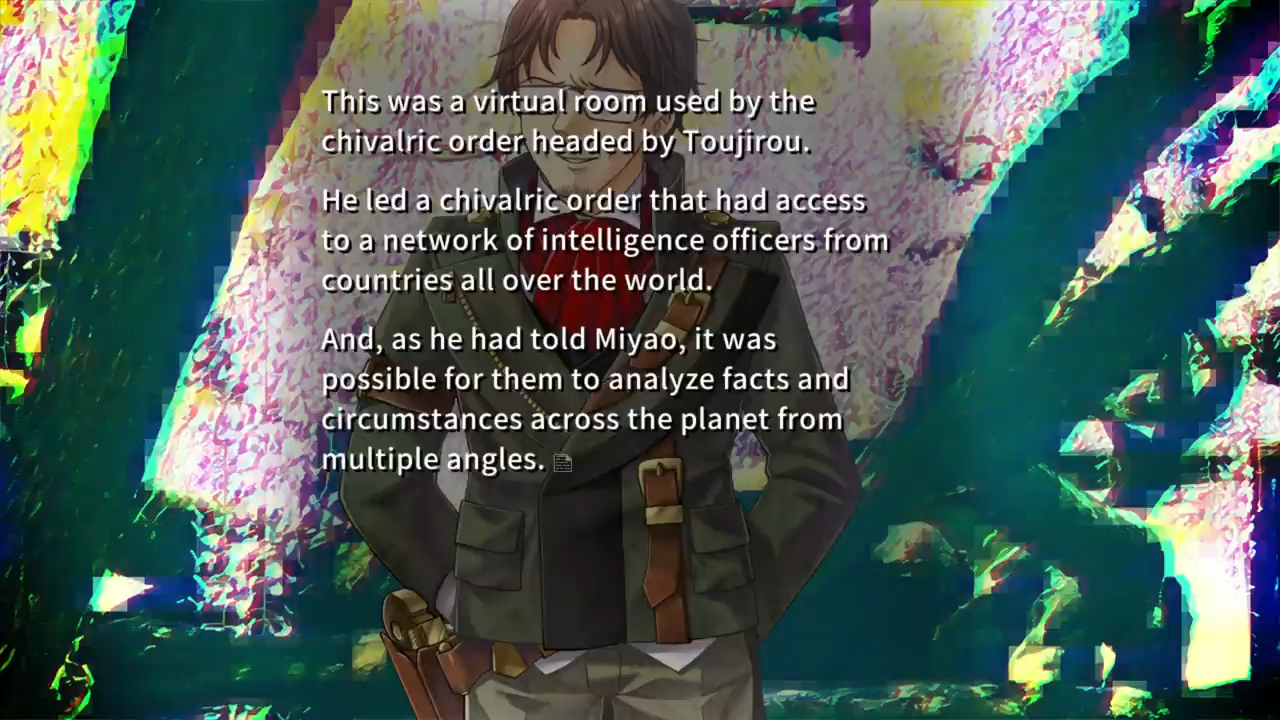 This was a virtual room used by the
chivalric order headed by Toujirou.
He led a chivalric order that had access
to a network of intelligence officers from
countries all over the world.
And, as he had told Miyao, it was
possible for them to analyze facts and
circumstances across the planet from
multiple angles.